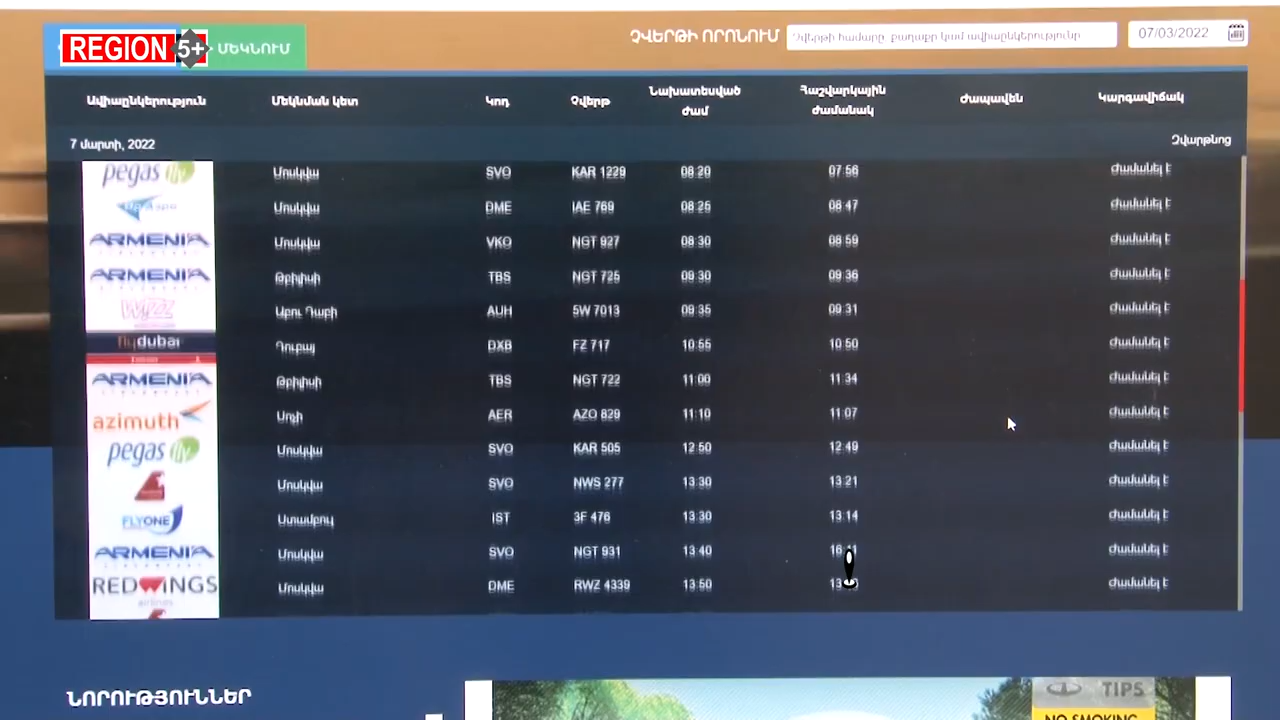 REGION 5+
ՄԵԿՆՈՒՄ
ՉՎԵՐԹԻ ՈՐՈՆՈՒՄ
Չվերթի համարը քաղաքը կամ ավիաընկերությունը
07/03/2022
Ավիաընկերություն Մեկնման կետ Կոդ Չվերթ Նախատեսված ժամ Հաշվարկային ժամանակ Ժապավեն Կարգավիճակ
7 մարտի, 2022 Զվարթնոց
pegas fly Մոսկվա SVO KAR 1229 08:20 07:56 Ժամանել է
Մոսկվա DME IAE 769 08:25 08:47 Ժամանել է
ARMENIA Մոսկվա VKO NGT 927 08:30 08:59 Ժամանել է
ARMENIA Թբիլիսի TBS NGT 725 09:30 09:36 Ժամանել է
WIZZ Աբու Դաբի AUH 5W 7013 09:35 09:31 Ժամանել է
flydubai Դուբայ DXB FZ 717 10:55 10:50 Ժամանել է
ARMENIA Թբիլիսի TBS NGT 722 11:00 11:34 Ժամանել է
azimuth Սոչի AER AZO 829 11:10 11:07 Ժամանել է
pegas fly Մոսկվա SVO KAR 505 12:50 12:49 Ժամանել է
Մոսկվա SVO NWS 277 13:30 13:21 Ժամանել է
FLYONE Ստամբուլ IST 3F 476 13:30 13:14 Ժամանել է
ARMENIA Մոսկվա SVO NGT 931 13:40 Ժամանել է
REDWINGS airlines Մոսկվա DME RWZ 4339 13:50 Ժամանել է
ՆՈՐՈՒԹՅՈՒՆՆԵՐ
TIPS
NO SMOKING